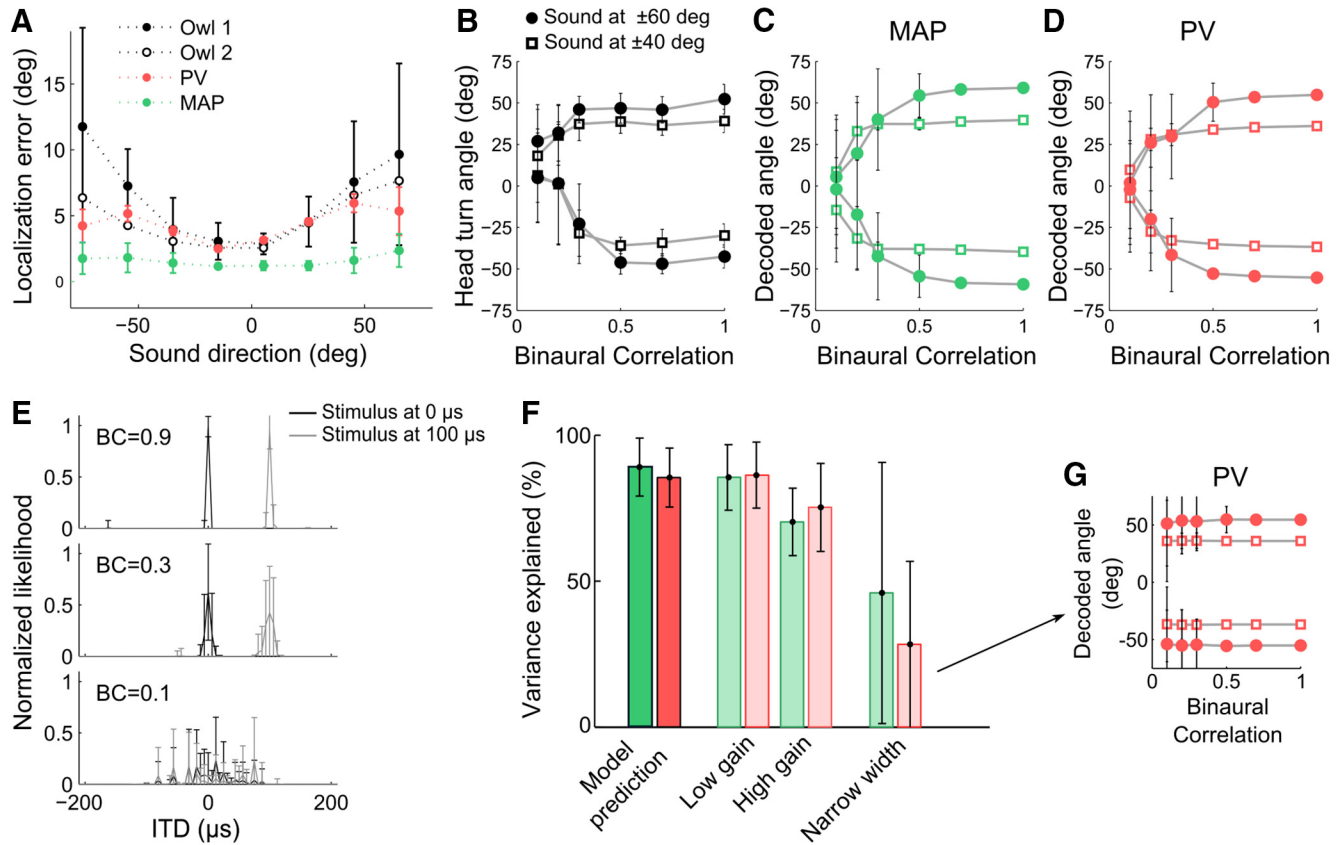 A
Owl 1
Owl 2
PV
MAP
Localization error (deg)
15
10
5
0
−50
0
50
Sound direction (deg)
B
Sound at ±60 deg
Sound at ±40 deg
Head turn angle (deg)
75
50
25
0
−25
−50
−75
0
0.5
1
Binaural Correlation
C
MAP
Decoded angle (deg)
75
50
25
0
−25
−50
−75
0
0.5
1
Binaural Correlation
D
PV
Decoded angle (deg)
75
50
25
0
−25
−50
−75
0
0.5
1
Binaural Correlation
E
Stimulus at 0 µs
Stimulus at 100 µs
Normalized likelihood
BC=0.9
1
0.5
0
BC=0.3
1
0.5
0
BC=0.1
1
0.5
0
−200
0
200
ITD (µs)
F
Variance explained (%)
100
50
0
Model
prediction
Low gain
High gain
Narrow width
G
PV
Decoded angle
(deg)
50
0
-50
0
0.5
1
Binaural
Correlation